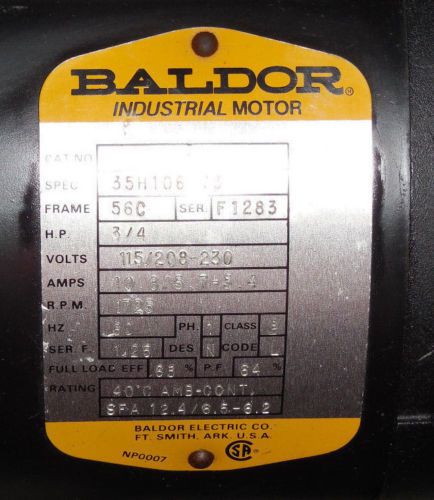 BALDOR
INDUSTRIAL MOTOR
CAT. NO.
SPEC 35H106
FRAME 56C SER. F1283
H.P. 3/4
VOLTS 115/208-230
AMPS
R.P.M. 1725
HZ 60 PH. 1 CLASS B
SER. F. 1.25 DES N CODE L
FULL LOAD EFF % P.F. 64 %
RATING 40°C AMB-CONT
SFA 12.4/6.5-6.2
BALDOR ELECTRIC CO.
FT. SMITH, ARK. U.S.A.
NP0007 SA